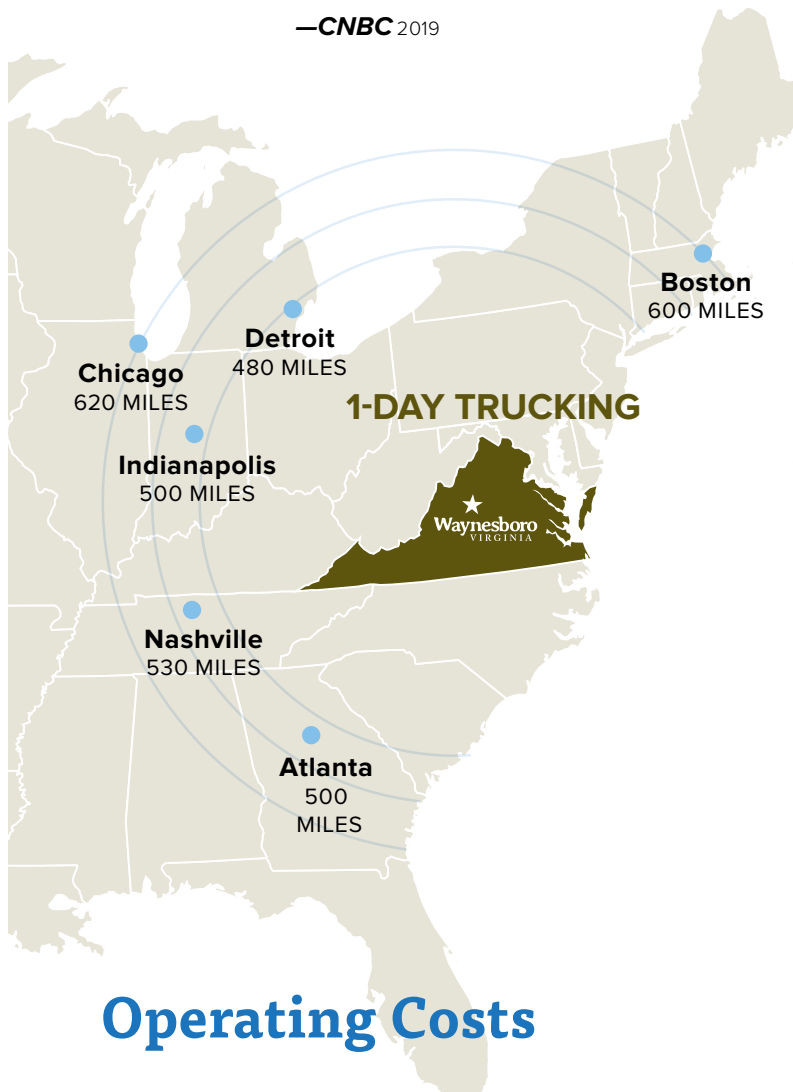 —CNBC 2019
Boston
600 MILES
Detroit
480 MILES
Chicago
620 MILES
1-DAY TRUCKING
Indianapolis
500 MILES
Waynesboro
VIRGINIA
Nashville
530 MILES
Atlanta
500
MILES
Operating Costs